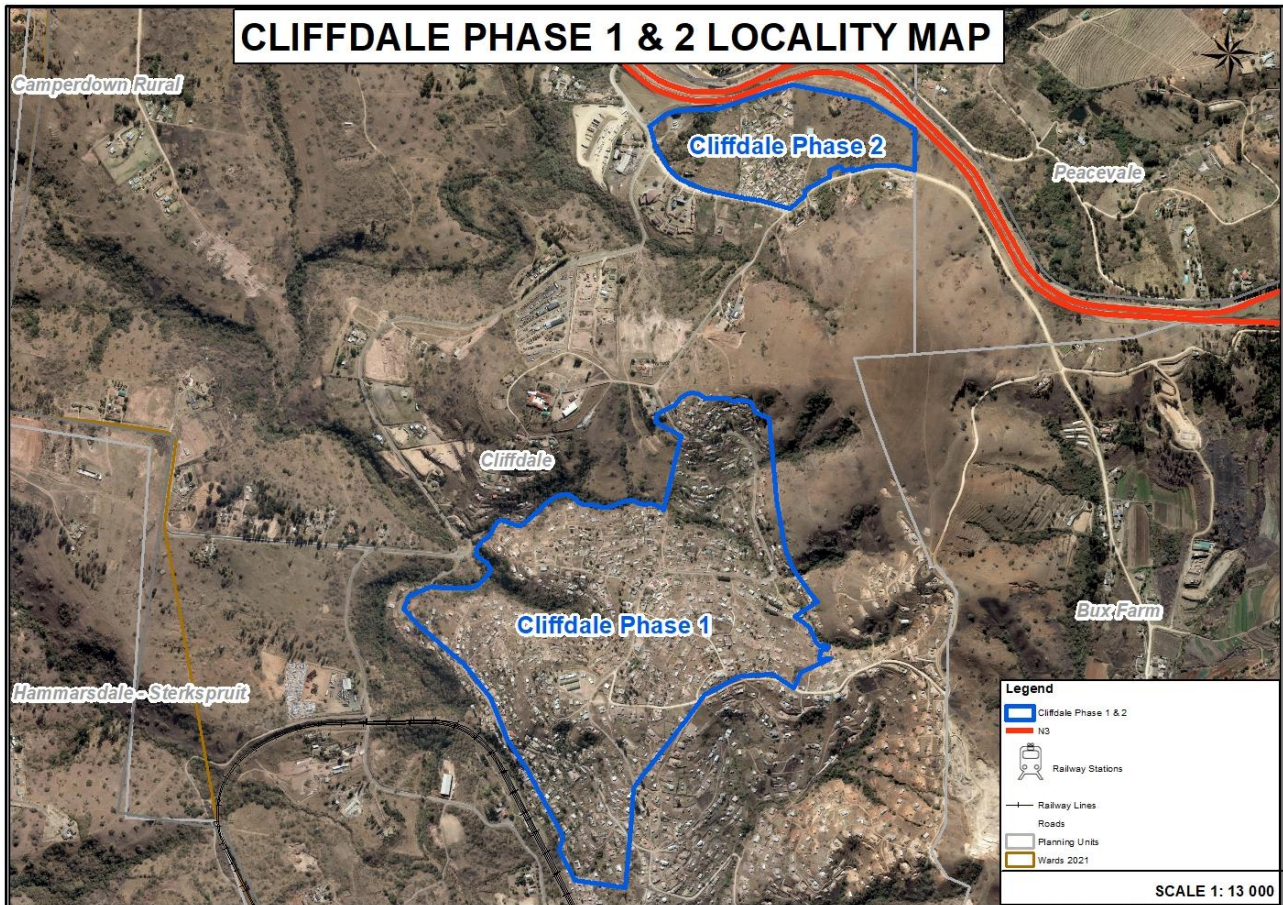 CLIFFDALE PHASE 1 & 2 LOCALITY MAP
Camperdown Rural
Cliffdale Phase 2
Peacevale
Cliffdale
Cliffdale Phase 1
Bux Farm
Hammarsdale - Sterkspruit
Legend
Cliffdale Phase 1 & 2
N3
Railway Stations
Railway Lines
Roads
Planning Units
Wards 2021
SCALE 1: 13 000